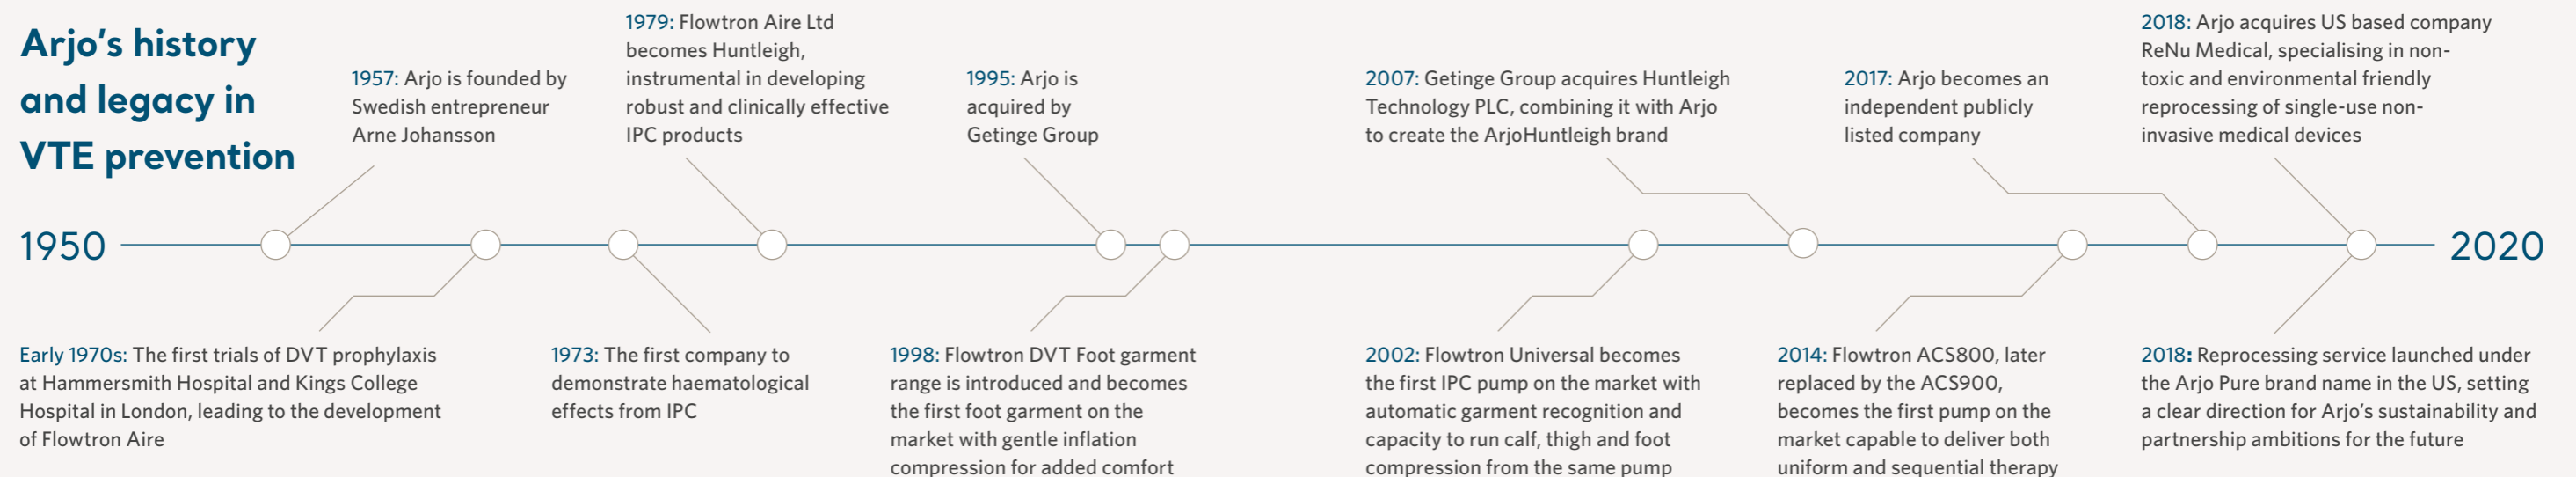 Arjo's history
and legacy in
VTE prevention
1950
1957: Arjo is founded by
Swedish entrepreneur
Arne Johansson
Early 1970s: The first trials of DVT prophylaxis
at Hammersmith Hospital and Kings College
Hospital in London, leading to the development
of Flowtron Aire
1973: The first company to
demonstrate haematological
effects from IPC
1979: Flowtron Aire Ltd
becomes Huntleigh,
instrumental in developing
robust and clinically effective
IPC products
1995: Arjo is
acquired by
Getinge Group
1998: Flowtron DVT Foot garment
range is introduced and becomes
the first foot garment on the
market with gentle inflation
compression for added comfort
2002: Flowtron Universal becomes
the first IPC pump on the market with
automatic garment recognition and
capacity to run calf, thigh and foot
compression from the same pump
2007: Getinge Group acquires Huntleigh
Technology PLC, combining it with Arjo
to create the ArjoHuntleigh brand
2014: Flowtron ACS800, later
replaced by the ACS900,
becomes the first pump on the
market capable to deliver both
uniform and sequential therapy
2017: Arjo becomes an
independent publicly
listed company
2018: Arjo acquires US based company
ReNu Medical, specialising in non-
toxic and environmental friendly
reprocessing of single-use non-
invasive medical devices
2018: Reprocessing service launched under
the Arjo Pure brand name in the US, setting
a clear direction for Arjo's sustainability and
partnership ambitions for the future
2020